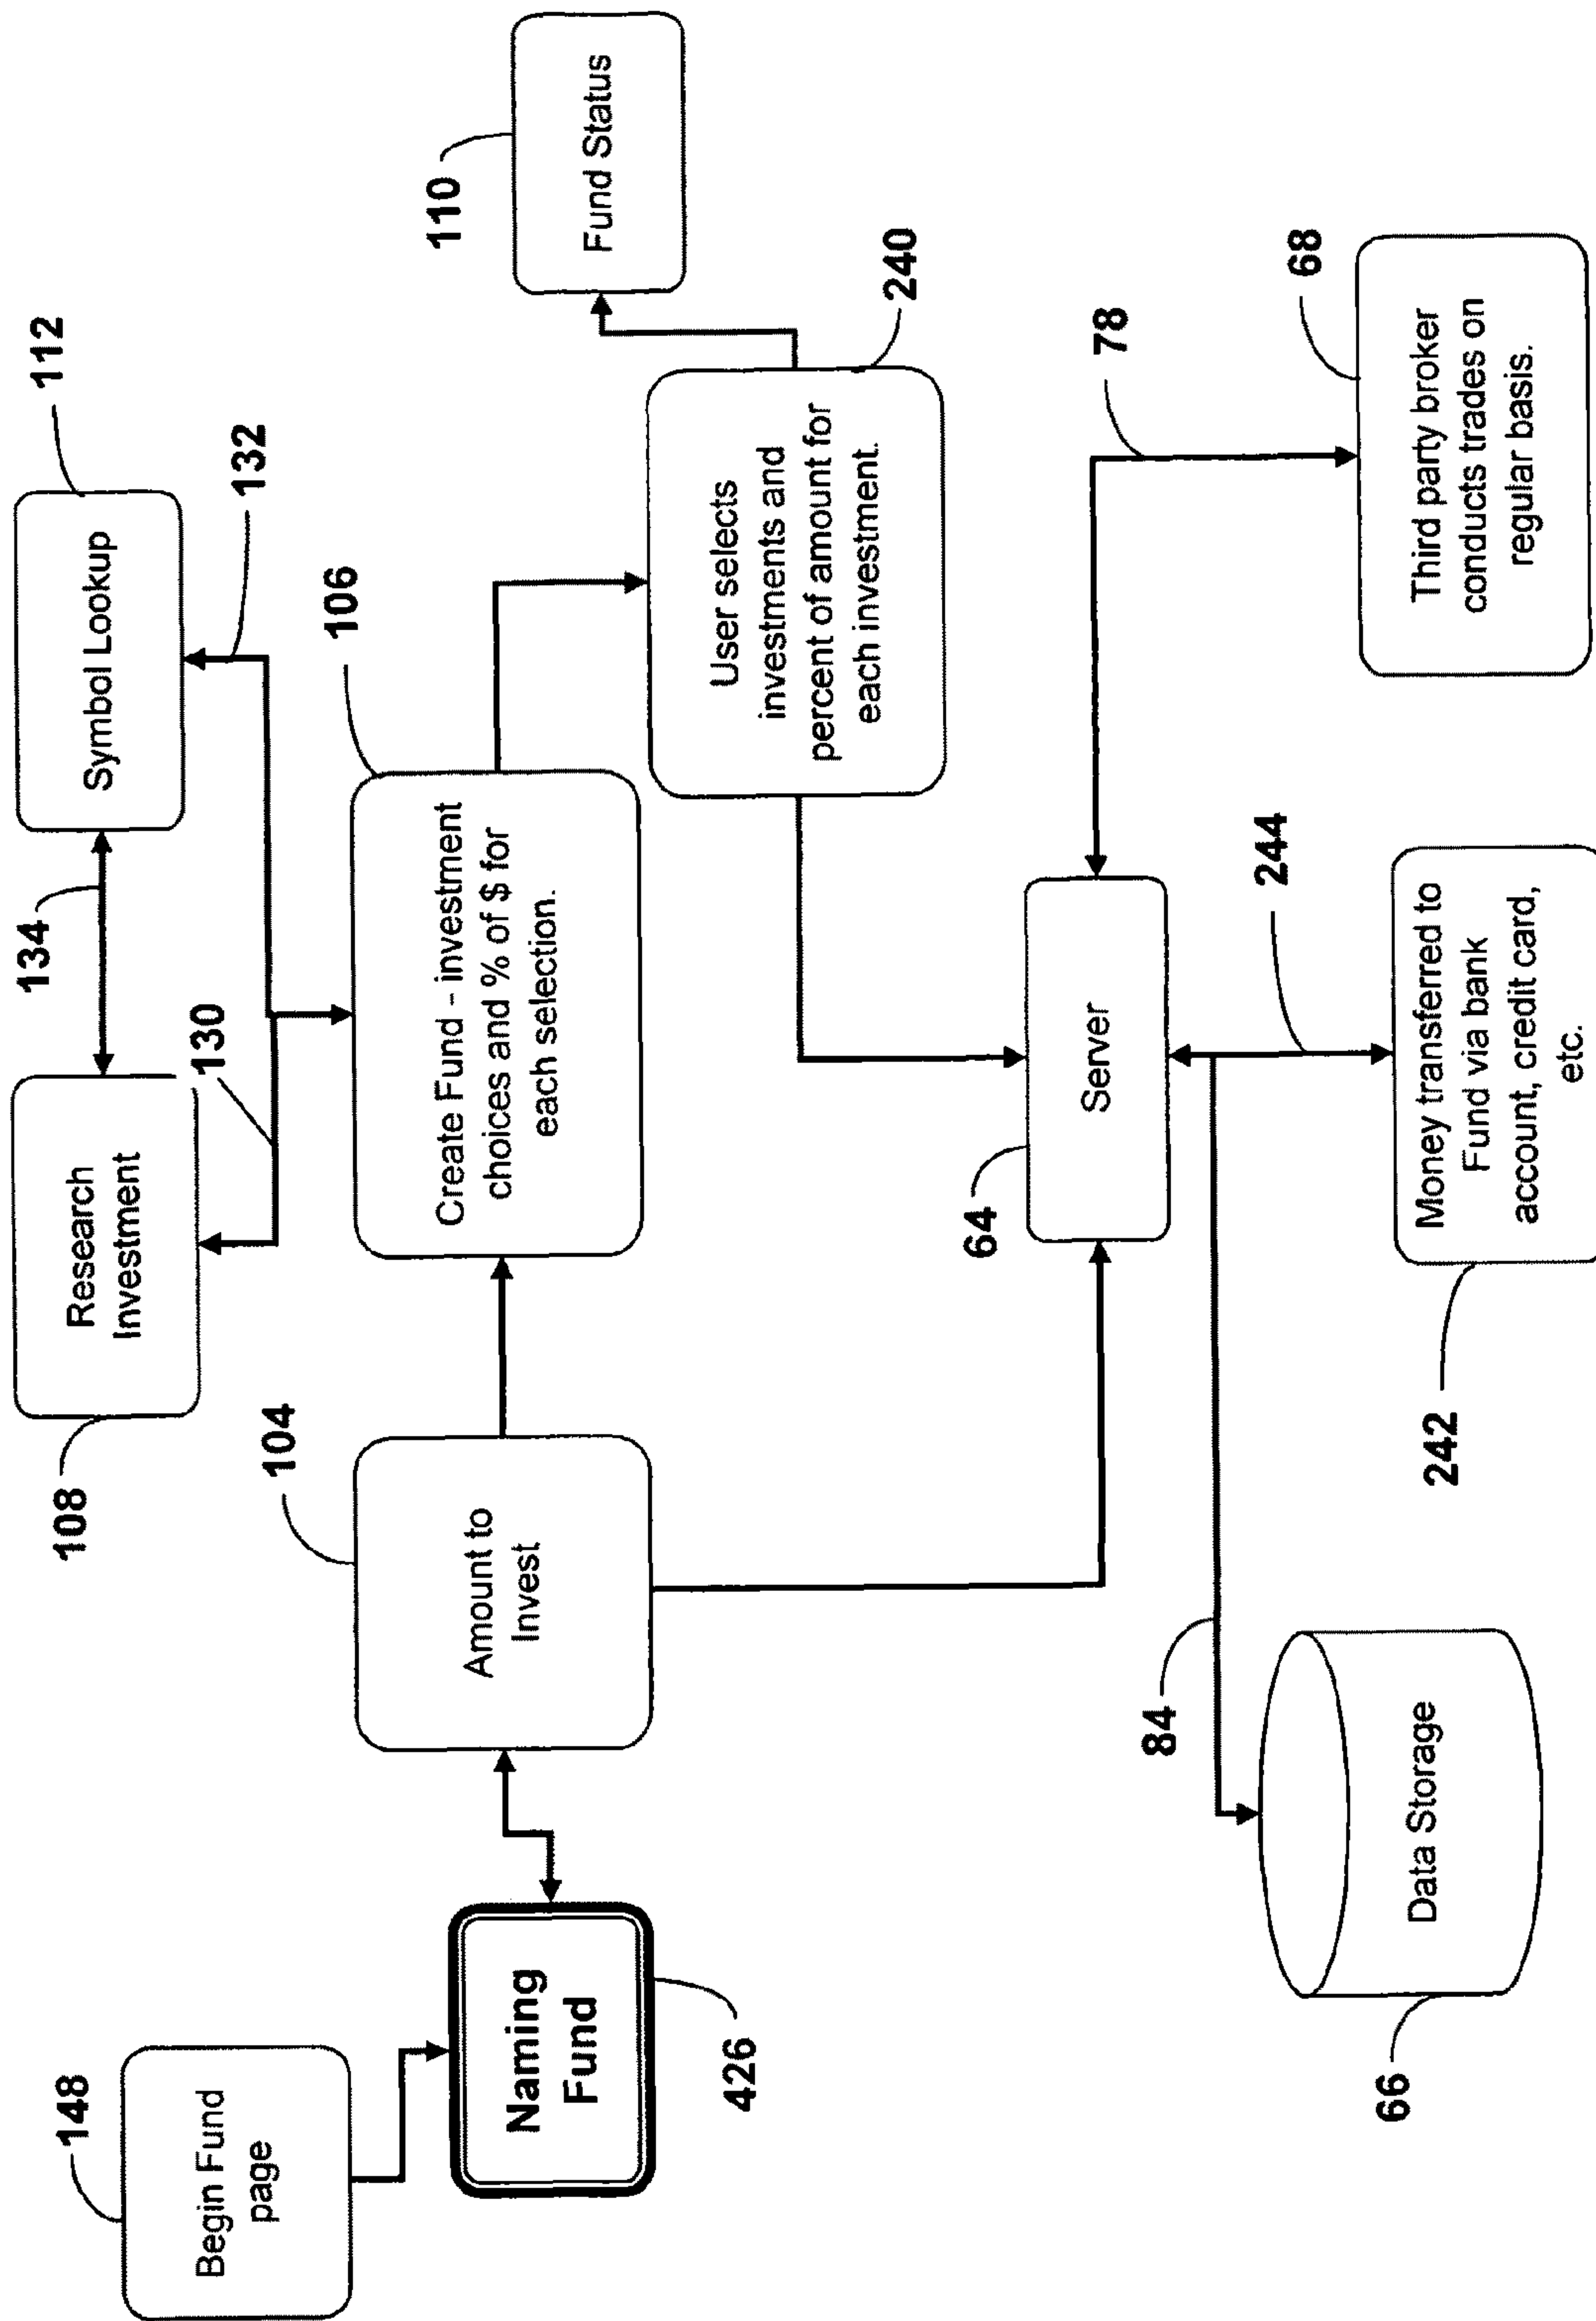 148
Begin Fund
page
Naming
Fund
426
108
Research
Investment
134
130
Symbol Lookup
112
132
104
Amount to
Invest
106
Create Fund - investment
choices and % of $ for
each selection.
110
Fund Status
240
User selects
investments and
percent of amount for
each investment.
64
Server
78
84
244
66
Data Storage
242
Money transferred to
Fund via bank
account, credit card,
etc.
68
Third party broker
conducts trades on
regular basis.